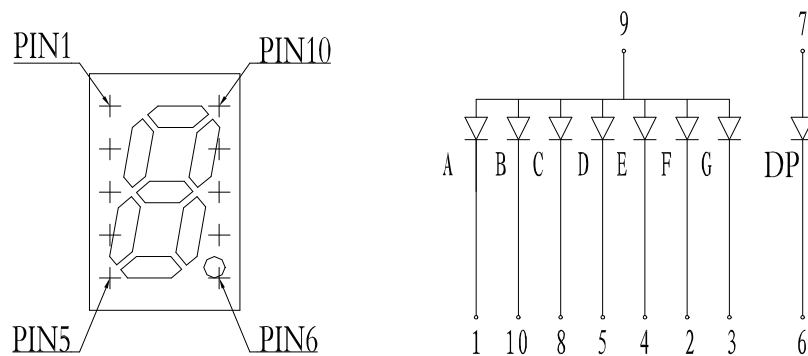 PIN1
PIN10
PIN5
PIN6
9 7
A B C D E F G DP
1 10 8 5 4 2 3 6